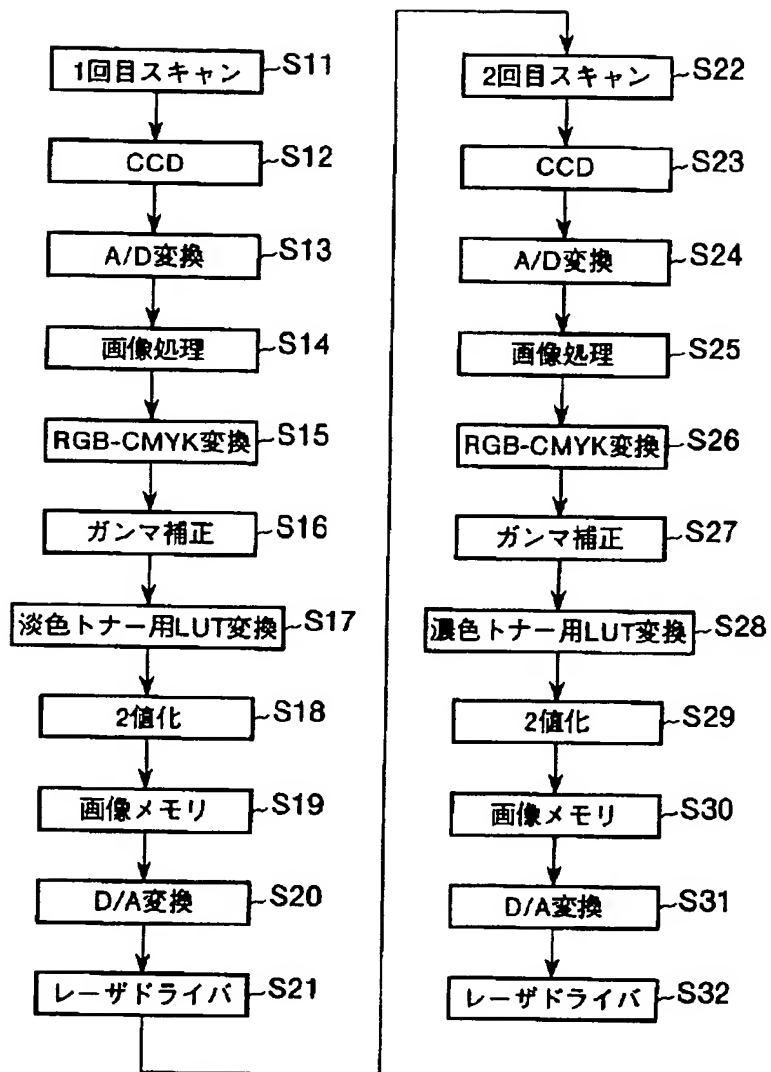 1回目スキャン S11
CCD S12
A/D変換 S13
画像処理 S14
RGB-CMYK変換 S15
ガンマ補正 S16
淡色トナー用LUT変換 S17
2値化 S18
画像メモリ S19
D/A変換 S20
レーザドライバ S21
2回目スキャン S22
CCD S23
A/D変換 S24
画像処理 S25
RGB-CMYK変換 S26
ガンマ補正 S27
濃色トナー用LUT変換 S28
2値化 S29
画像メモリ S30
D/A変換 S31
レーザドライバ S32